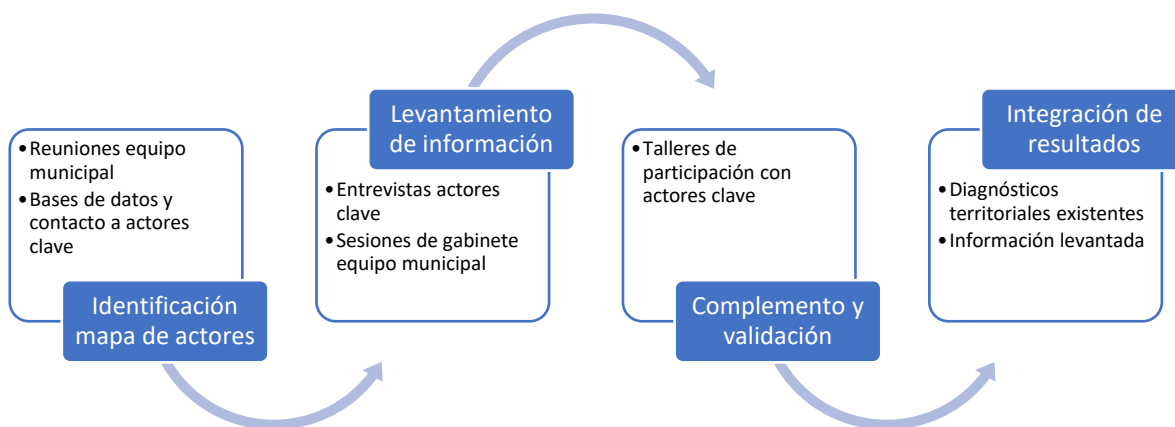 •Reuniones equipo
municipal
•Bases de datos y
contacto a actores
clave
Identificación
mapa de actores
Levantamiento
de información
•Entrevistas actores
clave
•Sesiones de gabinete
equipo municipal
•Talleres de
participación con
actores clave
Complemento y
validación
Integración de
resultados
•Diagnósticos
territoriales existentes
•Información levantada